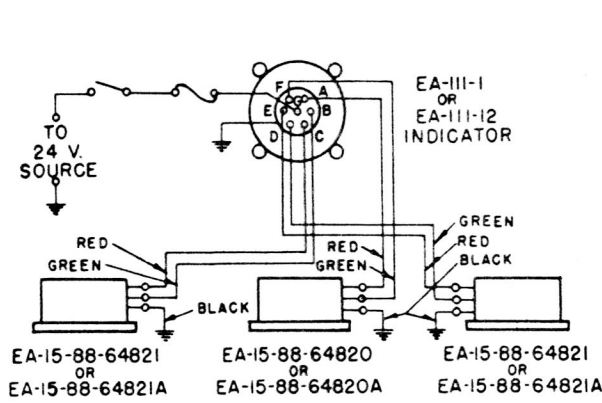 F
A
EA-111-1
OR
EA-111-12
INDICATOR
G
E
B
D
C
TO
24 V.
SOURCE
GREEN
RED
BLACK
RED
GREEN
BLACK
RED
GREEN
EA-15-88-64821
OR
EA-15-88-64821A
EA-15-88-64820
OR
EA-15-88-64820A
EA-15-88-64821
OR
EA-15-88-64821A